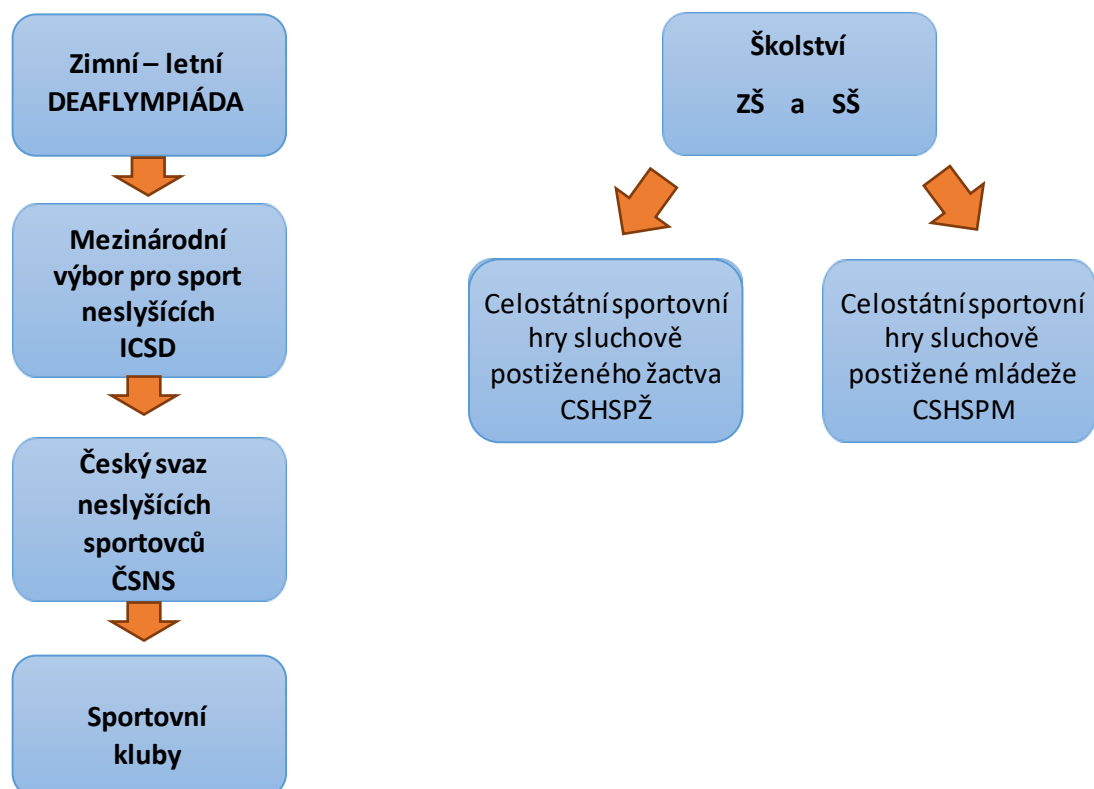 Zimní – letní
DEAFLYMPIÁDA
Mezinárodní
výbor pro sport
neslyšících
ICSD
Český svaz
neslyšících
sportovců
ČSNS
Sportovní
kluby
Školství
ZŠ a SŠ
Celostátní sportovní
hry sluchově
postiženého žactva
CSHSPŽ
Celostátní sportovní
hry sluchově
postižené mládeže
CSHSPM